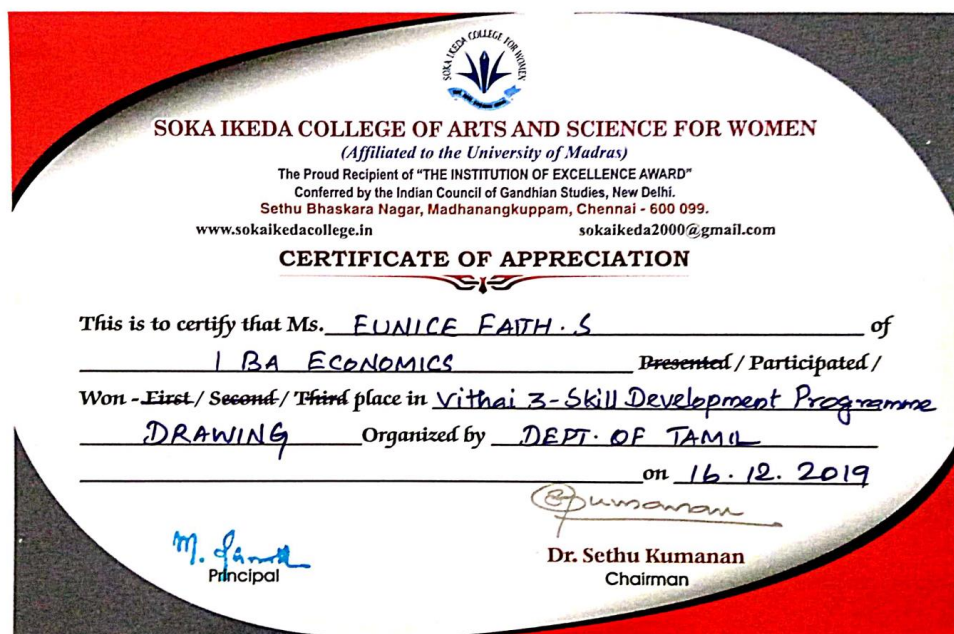 SOKA IKEDA COLLEGE FOR WOMEN
SOKA IKEDA COLLEGE OF ARTS AND SCIENCE FOR WOMEN
(Affiliated to the University of Madras)
The Proud Recipient of "THE INSTITUTION OF EXCELLENCE AWARD"
Conferred by the Indian Council of Gandhian Studies, New Delhi.
Sethu Bhaskara Nagar, Madhanangkuppam, Chennai - 600 099.
www.sokaikedacollege.in sokaikeda2000@gmail.com
CERTIFICATE OF APPRECIATION
This is to certify that Ms. EUNICE FAITH.S of
I BA ECONOMICS Presented / Participated /
Won - First / Second / Third place in Vithai 3-Skill Development Programme
DRAWING Organized by DEPT. OF TAMIL
on 16.12.2019
Dr. Sethu Kumanan
Principal
Chairman